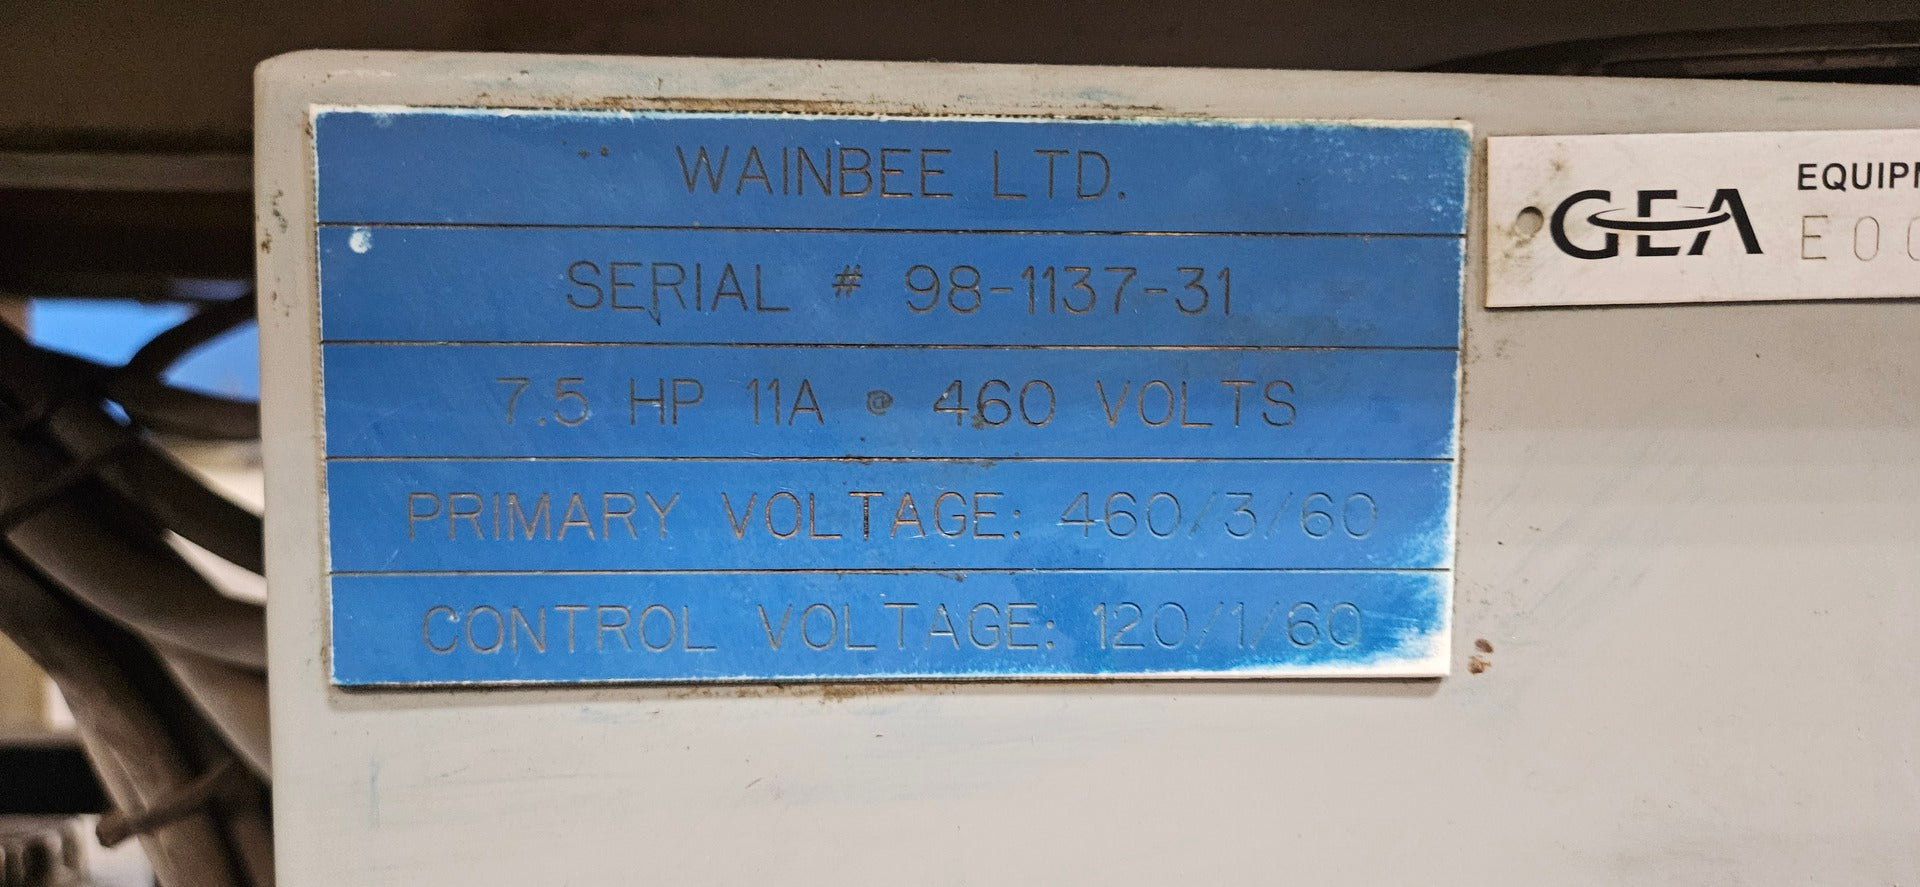 WAINBEE LTD.
SERIAL # 98-1137-31
7.5 HP 11A @ 460 VOLTS
PRIMARY VOLTAGE: 460/3/60
CONTROL VOLTAGE: 120/1/60
GEA